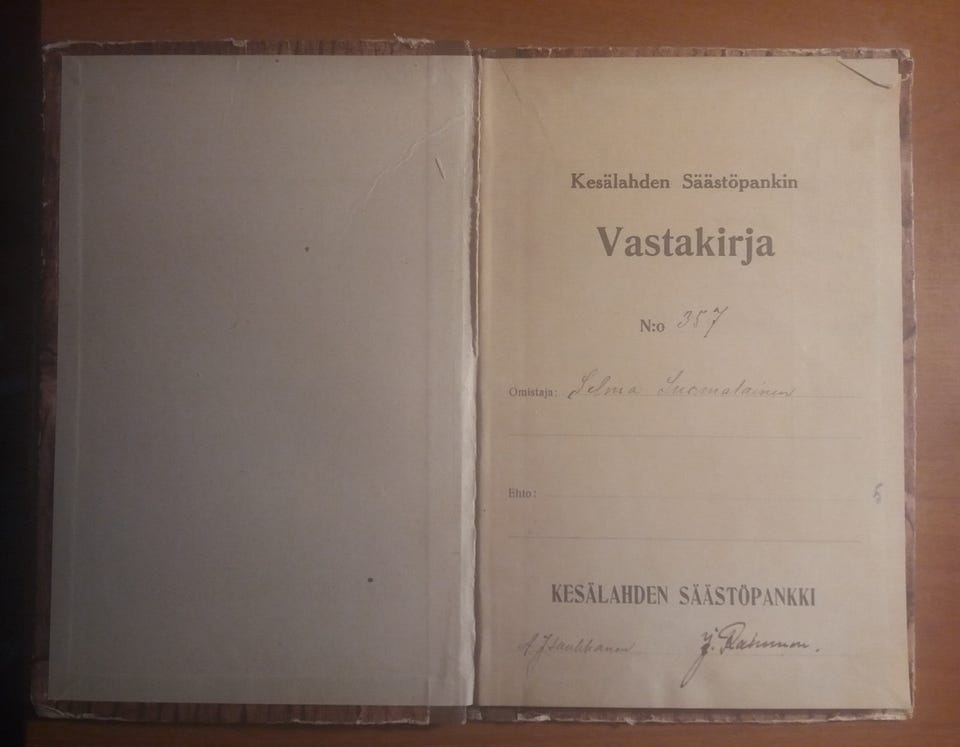 Kesälahden Säästöpankin
Vastakirja
N:o 357
Omistaja: Selma Suomalainen
Ehto:
5
KESÄLAHDEN SÄÄSTÖPANKKI
J.